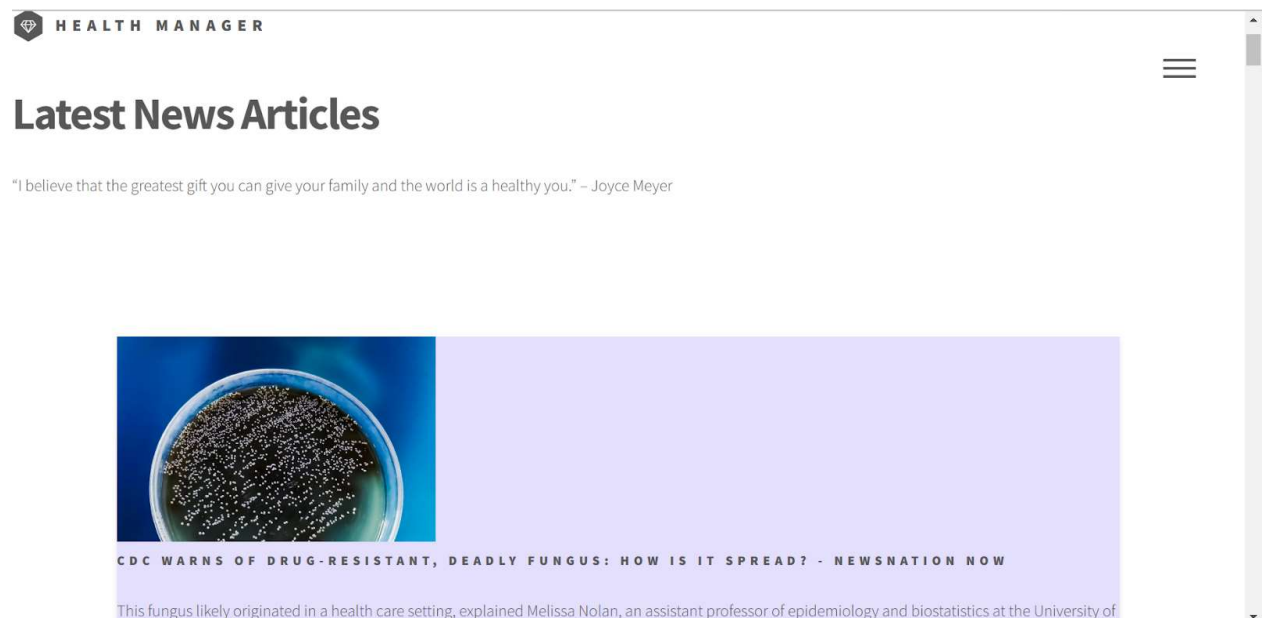 HEALTH MANAGER
Latest News Articles
“I believe that the greatest gift you can give your family and the world is a healthy you.” – Joyce Meyer
CDC WARNS OF DRUG-RESISTANT, DEADLY FUNGUS: HOW IS IT SPREAD? - NEWSNATION NOW
This fungus likely originated in a health care setting, explained Melissa Nolan, an assistant professor of epidemiology and biostatistics at the University of